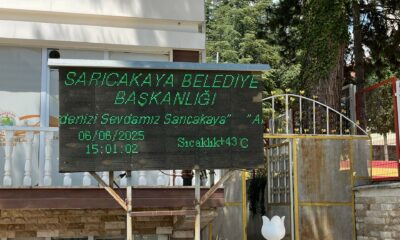 SARICAKAYA BELEDİYE
BAŞKANLIĞI
denizi Sevdamız Sarıcakaya" "A
06/06/2025
15:01:02 Sıcaklık+43°C